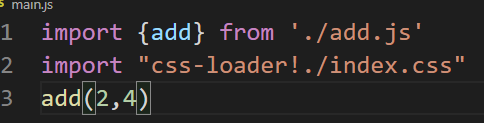 main.js
1 import {add} from './add.js'
2 import "css-loader!./index.css"
3 add(2,4)